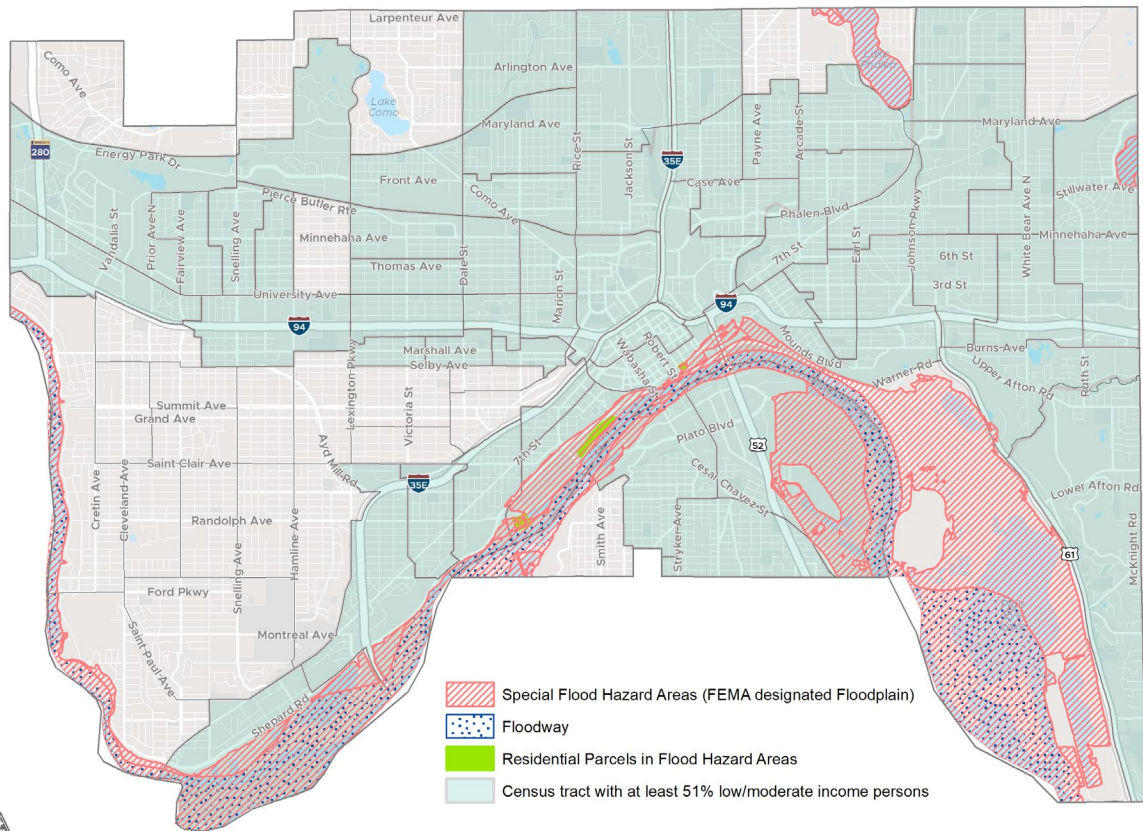 Larpenteur Ave
Como Ave
Arlington Ave
Lake
Como
Lake
Phalen
280
Energy Park Dr
Maryland Ave
Maryland Ave
Rice St
Jackson St
35E
Payne Ave
Arcade St
Front Ave
Case Ave
Pierce Butler Rte
Como Ave
Stillwater Ave
Phalen Blvd
Johnson Pkwy
White Bear Ave N
Vandalia St
Prior Ave N
Fairview Ave
Snelling Ave
Minnehaha Ave
Minnehaha Ave
Dale St
7th St
Earl St
6th St
Thomas Ave
3rd St
University Ave
Marion St
94
94
Marshall Ave
Selby Ave
Robert St
Wabasha St
Mounds Blvd
Burns Ave
Warner Rd
Upper Afton Rd
Ruth St
Lexington Pkwy
Victoria St
Summit Ave
Grand Ave
Ayd Mill Rd
7th St
Plato Blvd
52
Saint Clair Ave
35E
Cesar Chavez St
Lower Afton Rd
Cretin Ave
Cleveland Ave
Randolph Ave
Hamline Ave
Snelling Ave
Smith Ave
Stryker Ave
61
McKnight Rd
Ford Pkwy
Saint Paul Ave
Montreal Ave
Shepard Rd
Special Flood Hazard Areas (FEMA designated Floodplain)
Floodway
Residential Parcels in Flood Hazard Areas
Census tract with at least 51% low/moderate income persons